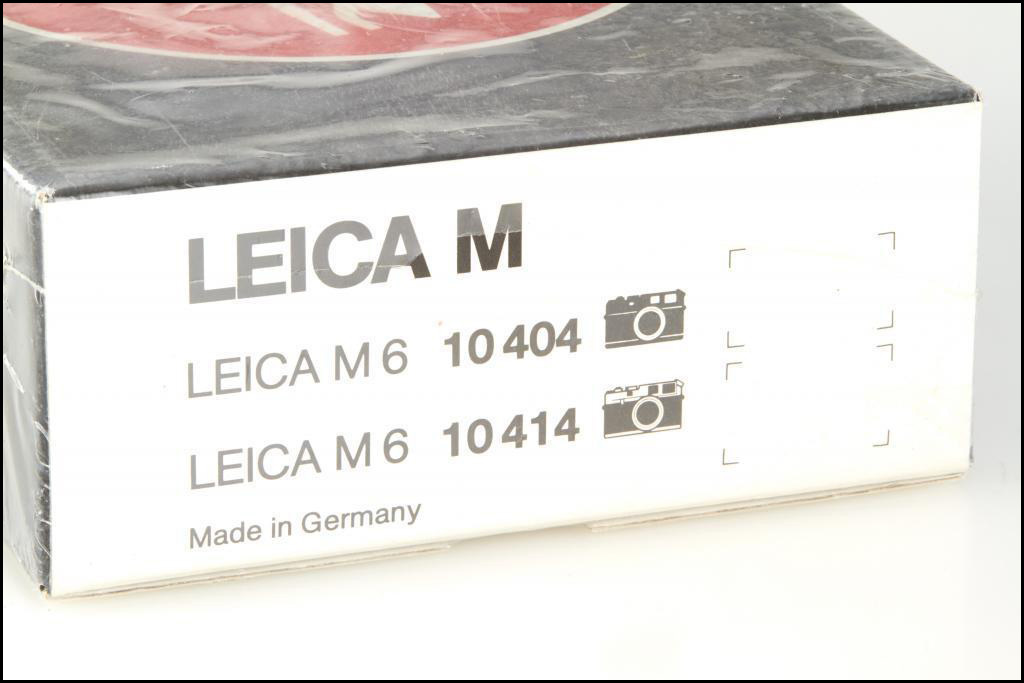 LEICA M
LEICA M 6 10 404
LEICA M 6 10 414
Made in Germany